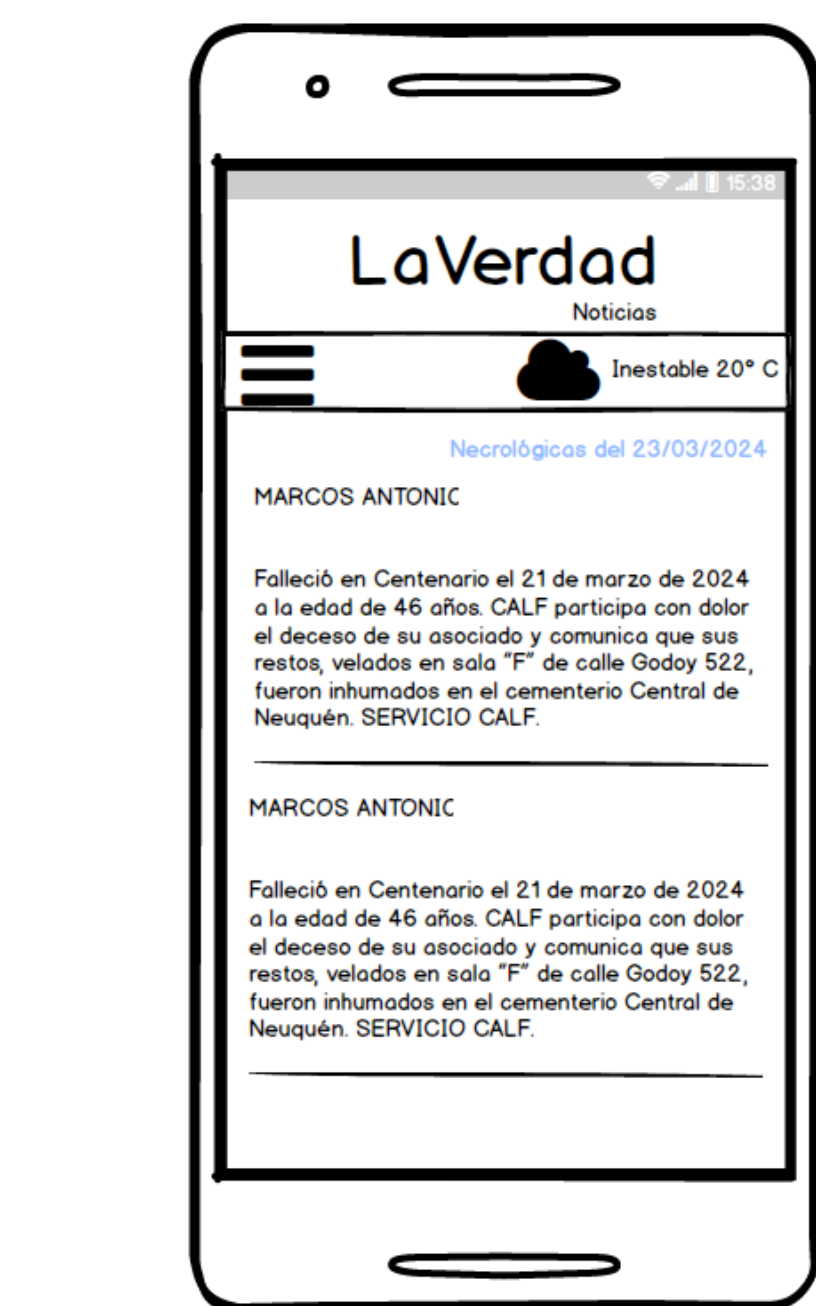 15:38
LaVerdad
Noticias
Inestable 20° C
Necrológicas del 23/03/2024
MARCOS ANTONIC
Falleció en Centenario el 21 de marzo de 2024
a la edad de 46 años. CALF participa con dolor
el deceso de su asociado y comunica que sus
restos, velados en sala “F” de calle Godoy 522,
fueron inhumados en el cementerio Central de
Neuquén. SERVICIO CALF.
MARCOS ANTONIC
Falleció en Centenario el 21 de marzo de 2024
a la edad de 46 años. CALF participa con dolor
el deceso de su asociado y comunica que sus
restos, velados en sala “F” de calle Godoy 522,
fueron inhumados en el cementerio Central de
Neuquén. SERVICIO CALF.